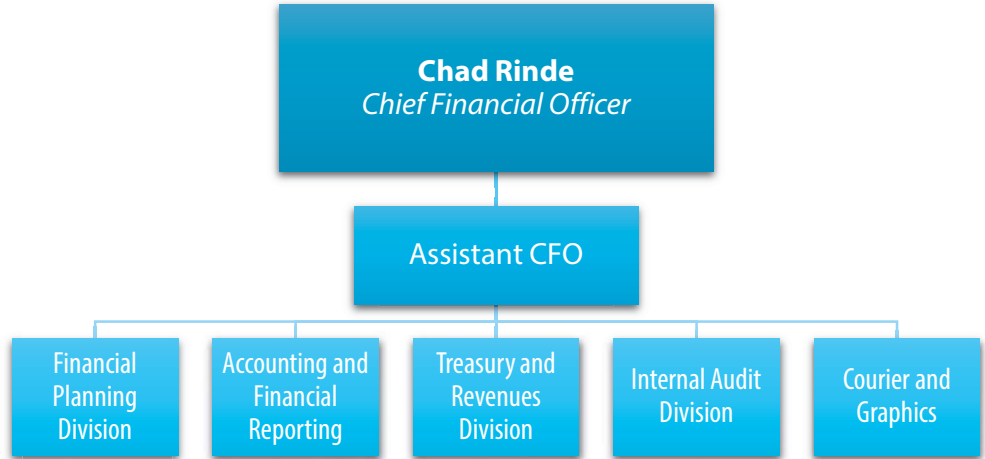 Chad Rinde
Chief Financial Officer
Assistant CFO
Financial
Planning
Division
Accounting and
Financial
Reporting
Treasury and
Revenues
Division
Internal Audit
Division
Courier and
Graphics